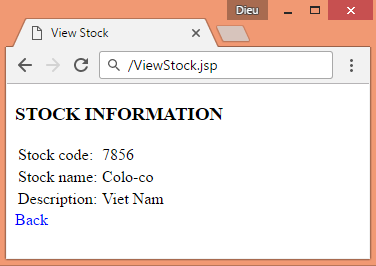 Dieu
View Stock
/ViewStock.jsp
STOCK INFORMATION
Stock code: 7856
Stock name: Colo-co
Description: Viet Nam
Back